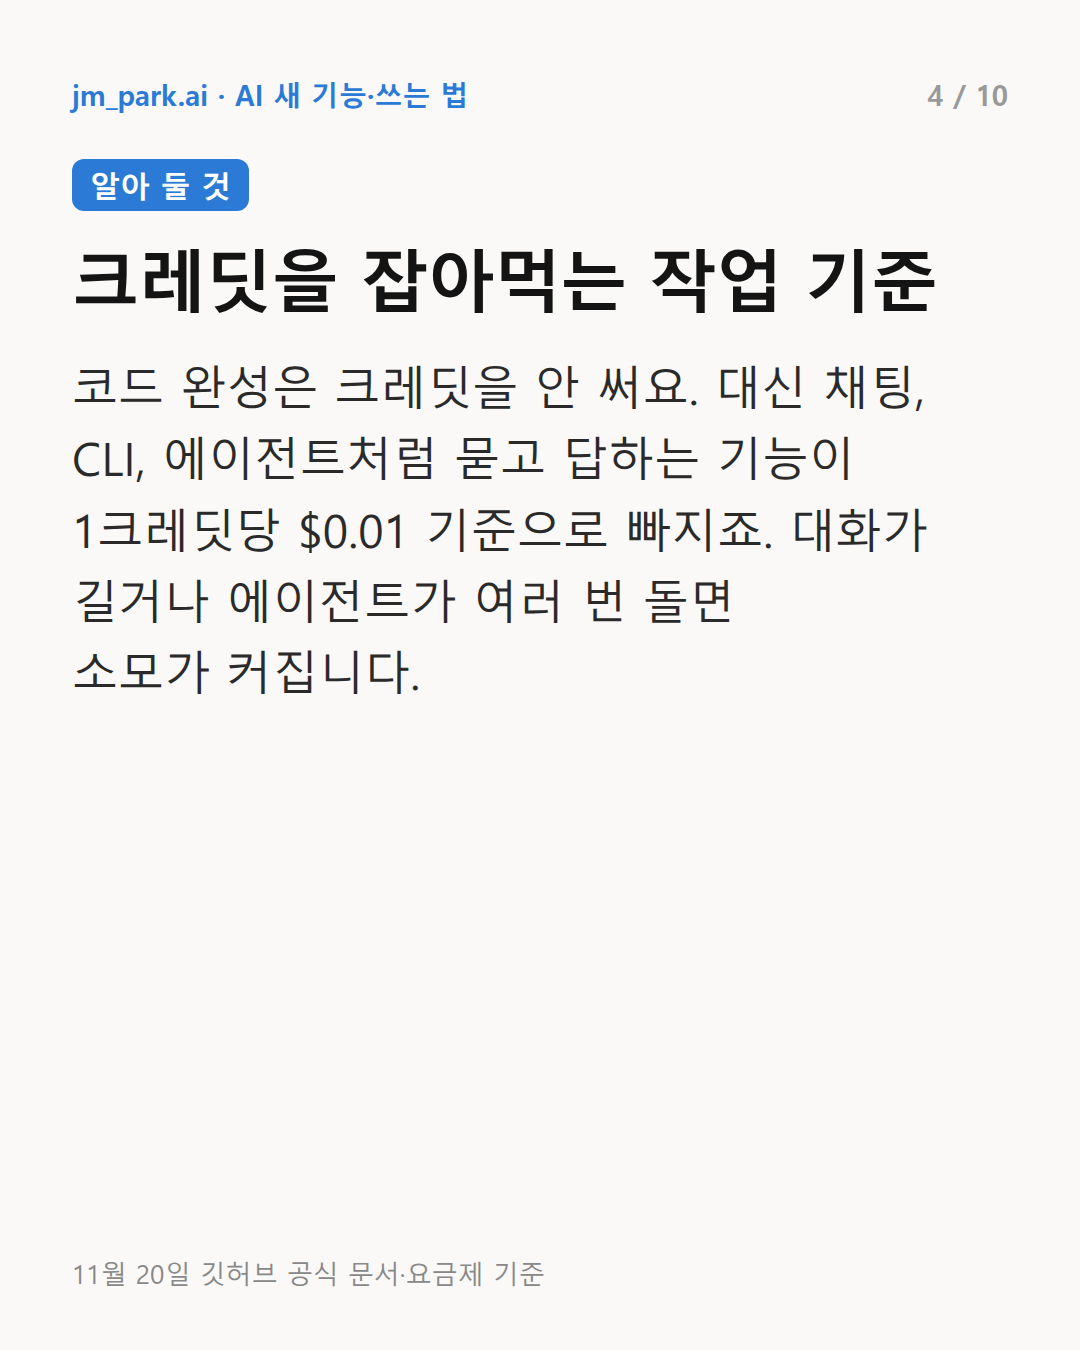 jm_park.ai · AI 새 기능·쓰는 법
4 / 10
알아 둘 것
크레딧을 잡아먹는 작업 기준
코드 완성은 크레딧을 안 써요. 대신 채팅,
CLI, 에이전트처럼 묻고 답하는 기능이
1크레딧당 $0.01 기준으로 빠지죠. 대화가
길거나 에이전트가 여러 번 돌면
소모가 커집니다.
11월 20일 깃허브 공식 문서·요금제 기준